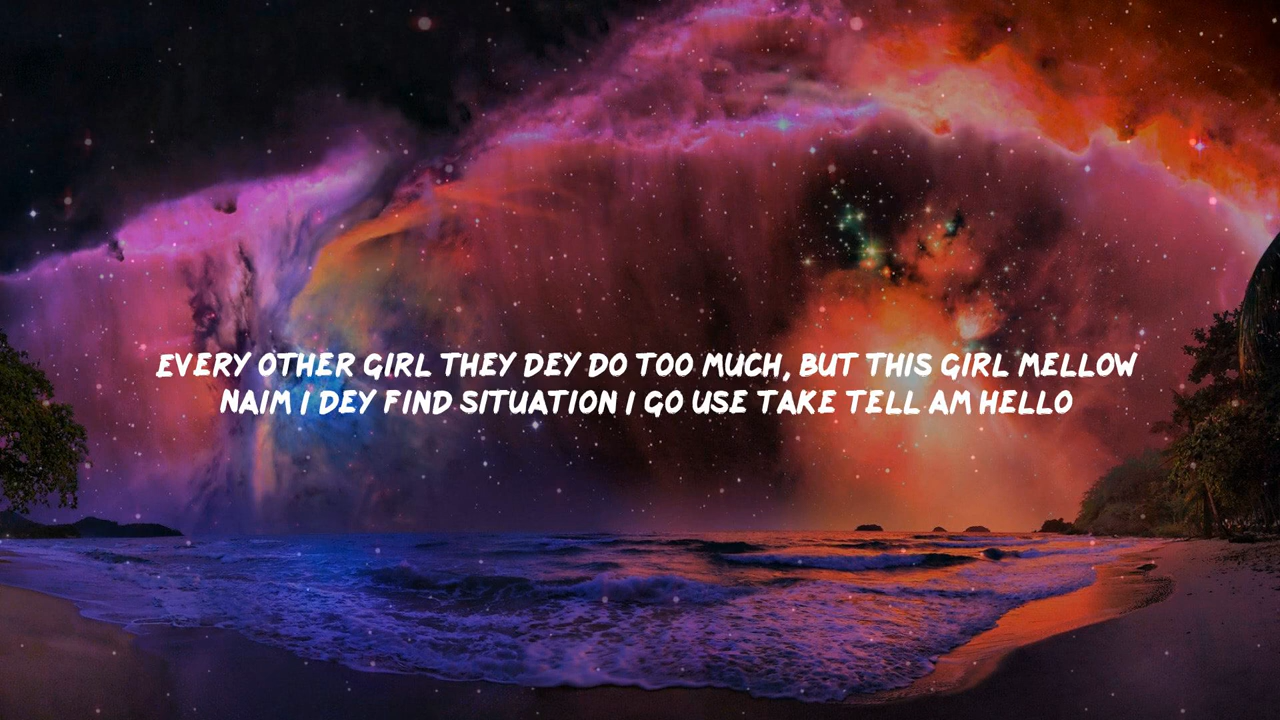 EVERY OTHER GIRL THEY DEY DO TOO MUCH, BUT THIS GIRL MELLOW
NAIM I DEY FIND SITUATION I GO USE TAKE TELL AM HELLO